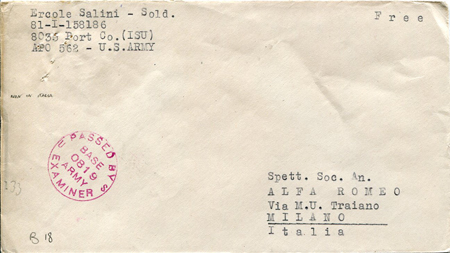 Ercole Salini - Sold.
81-I-158186
8036 Port Co.(ISU)
APO 562 - U.S.ARMY
Free
PASSED BY
BASE
0819
ARMY
EXAMINER
Spett. Soc. An.
ALFA ROMEO
Via M.U. Traiano
MILANO
Italia
B 18